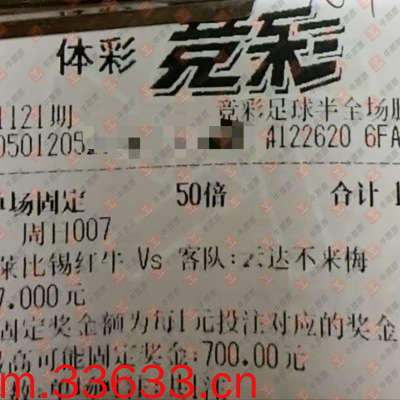 体彩 竞彩
1121期 竞彩足球半全场胜
0501205 A122620 6FA
单场固定 50倍 合计 1
周日007
莱比锡红牛 Vs 客队:云达不来梅
7.000元
固定奖金额为每1元投注对应的奖金
最高可能固定奖金:700.00元
m.33633.cn